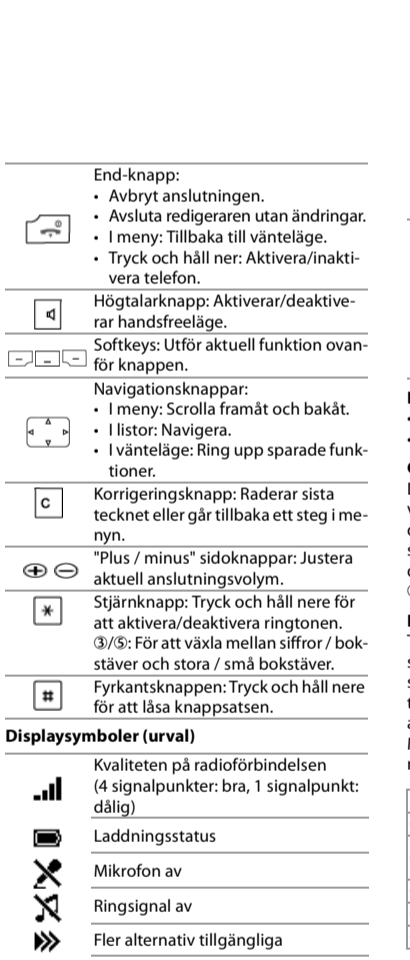 End-knapp:
• Avbryt anslutningen.
• Avsluta redigeraren utan ändringar.
• I meny: Tillbaka till vänteläge.
• Tryck och håll ner: Aktivera/inakti-
vera telefon.
Högtalarknapp: Aktiverar/deaktive-
rar handsfreeläge.
Softkeys: Utför aktuell funktion ovan-
för knappen.
Navigationsknappar:
• I meny: Scrolla framåt och bakåt.
• I listor: Navigera.
• I vänteläge: Ring upp sparade funk-
tioner.
C
Korrigeringsknapp: Raderar sista
tecknet eller går tillbaka ett steg i me-
nyn.
"Plus / minus" sidoknappar: Justera
aktuell anslutningsvolym.
*
Stjärnknapp: Tryck och håll nere för
att aktivera/deaktivera ringtonen.
③/⑤: För att växla mellan siffror / bok-
stäver och stora / små bokstäver.
#
Fyrkantsknappen: Tryck och håll nere
för att låsa knappsatsen.
Displaysymboler (urval)
Kvaliteten på radioförbindelsen
(4 signalpunkter: bra, 1 signalpunkt:
dålig)
Laddningsstatus
Mikrofon av
Ringsignal av
Fler alternativ tillgängliga